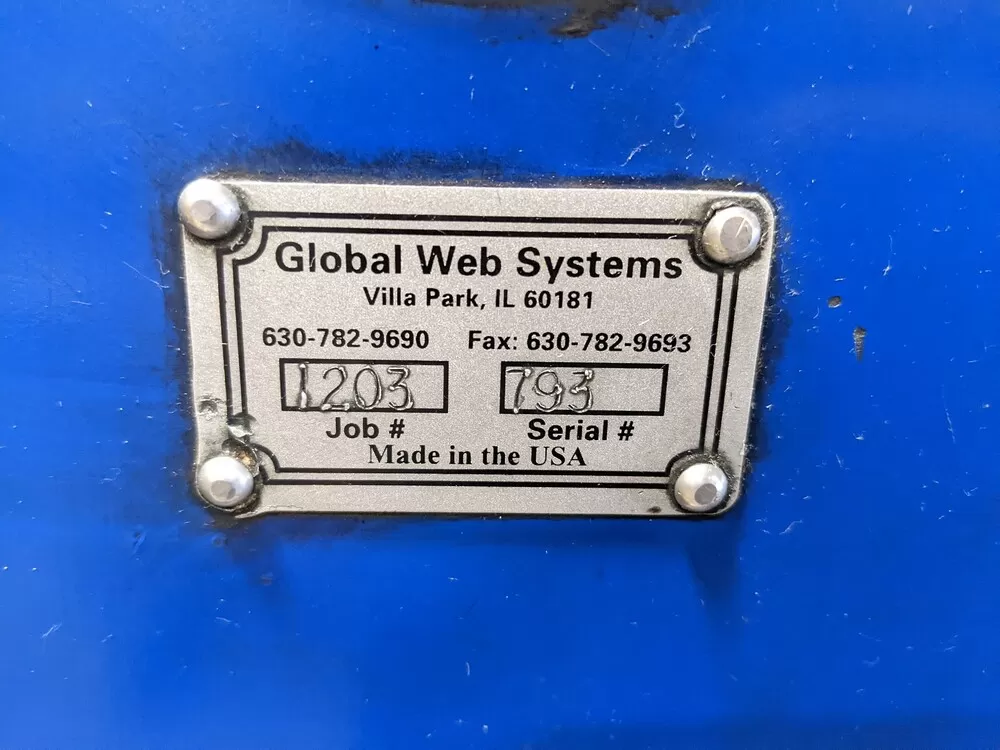 Global Web Systems
Villa Park, IL 60181
630-782-9690 Fax: 630-782-9693
1203 793
Job # Serial #
Made in the USA